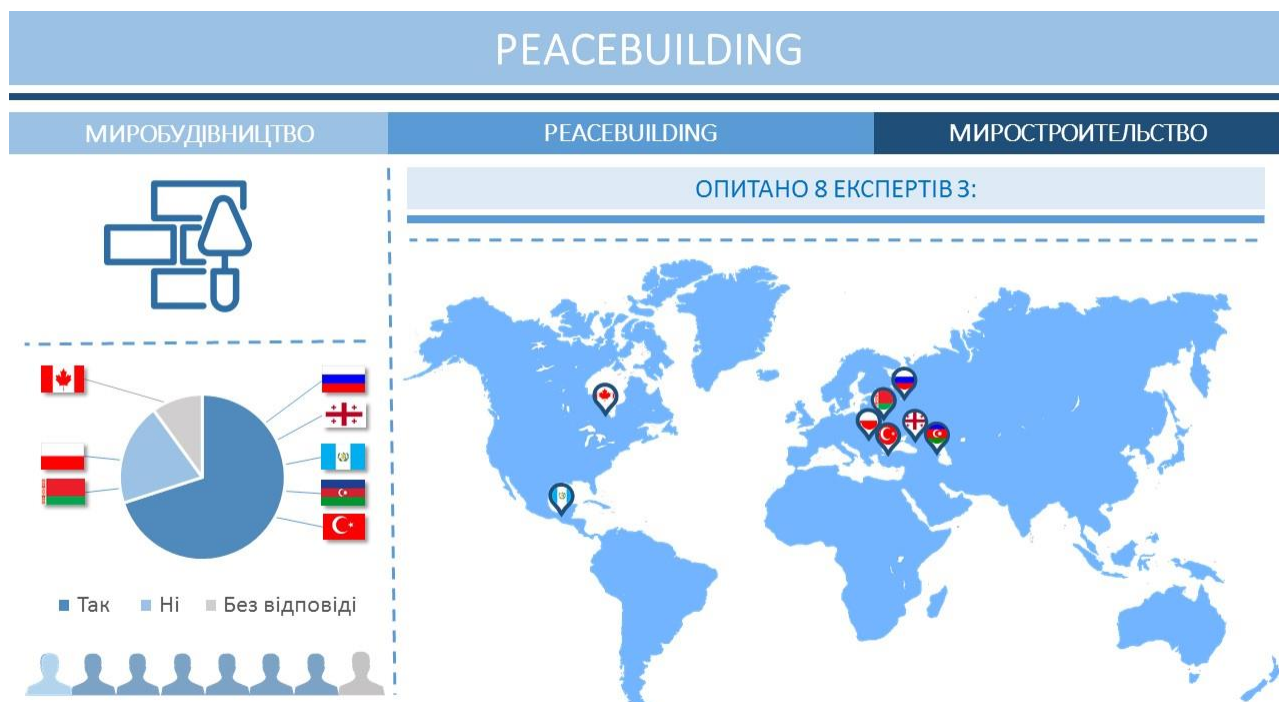 PEACEBUILDING
МИРОБУДІВНИЦТВО
PEACEBUILDING
МИРОСТРОИТЕЛЬСТВО
ОПИТАНО 8 ЕКСПЕРТІВ З:
Так Ні Без відповіді